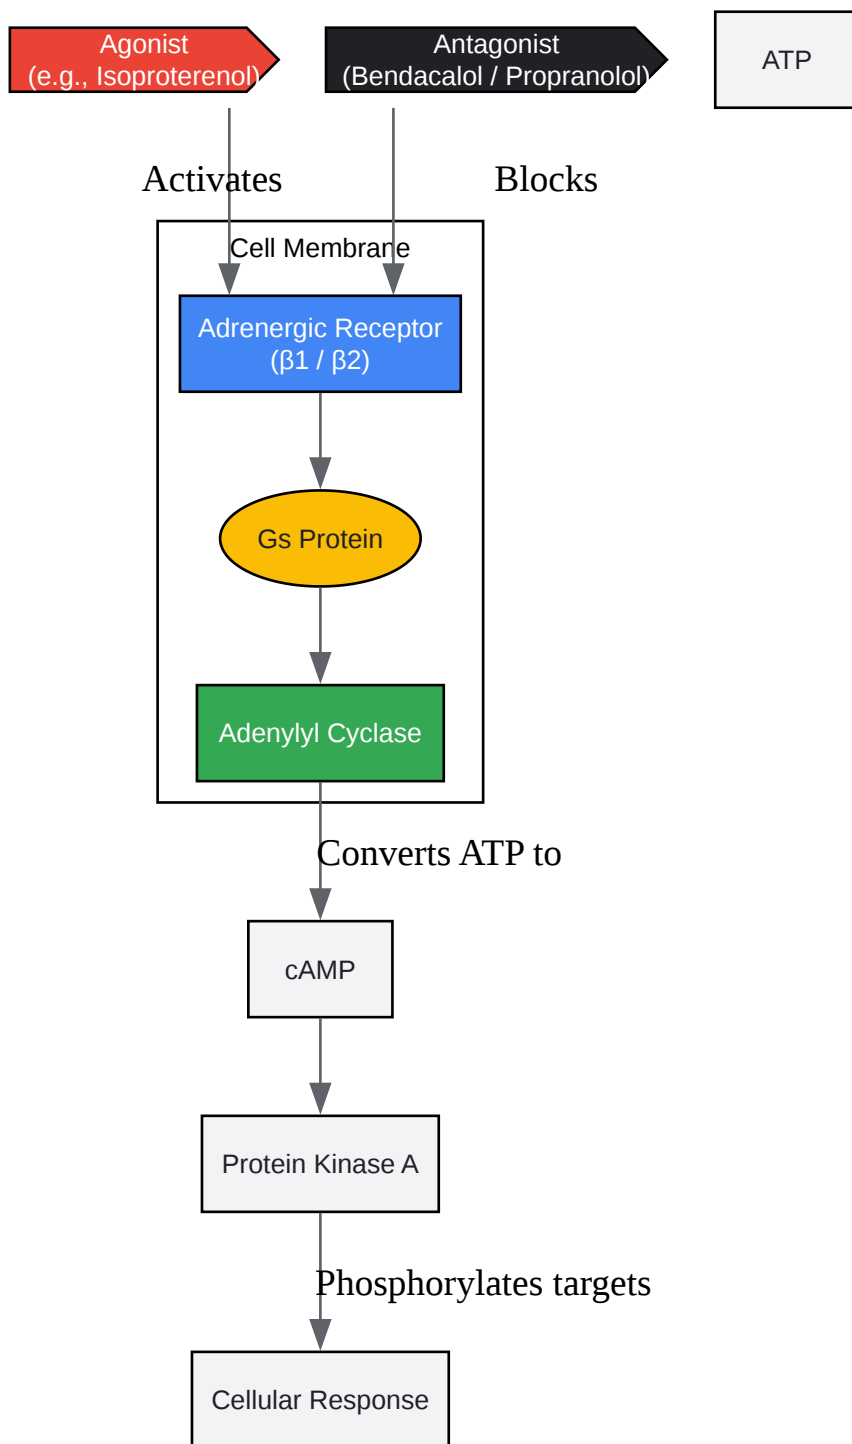 Agonist
(e.g., Isoproterenol)
Antagonist
(Bendacalol / Propranolol)
ATP
Activates
Blocks
Cell Membrane
Adrenergic Receptor
(β1 / β2)
Gs Protein
Adenylyl Cyclase
Converts ATP to
cAMP
Protein Kinase A
Phosphorylates targets
Cellular Response